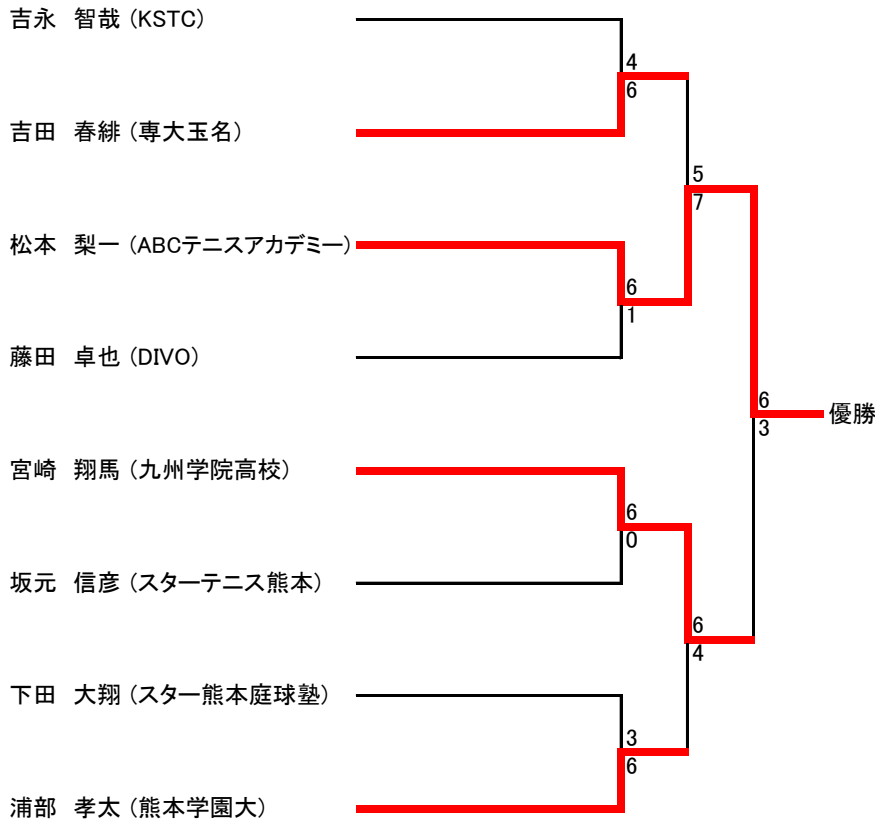 吉永 智哉 (KSTC)
4
6
吉田 春緋 (専大玉名)
5
7
松本 梨一 (ABCテニスアカデミー)
6
1
藤田 卓也 (DIVO)
6
3
優勝
宮崎 翔馬 (九州学院高校)
6
0
坂元 信彦 (スターテニス熊本)
6
4
下田 大翔 (スター熊本庭球塾)
3
6
浦部 孝太 (熊本学園大)